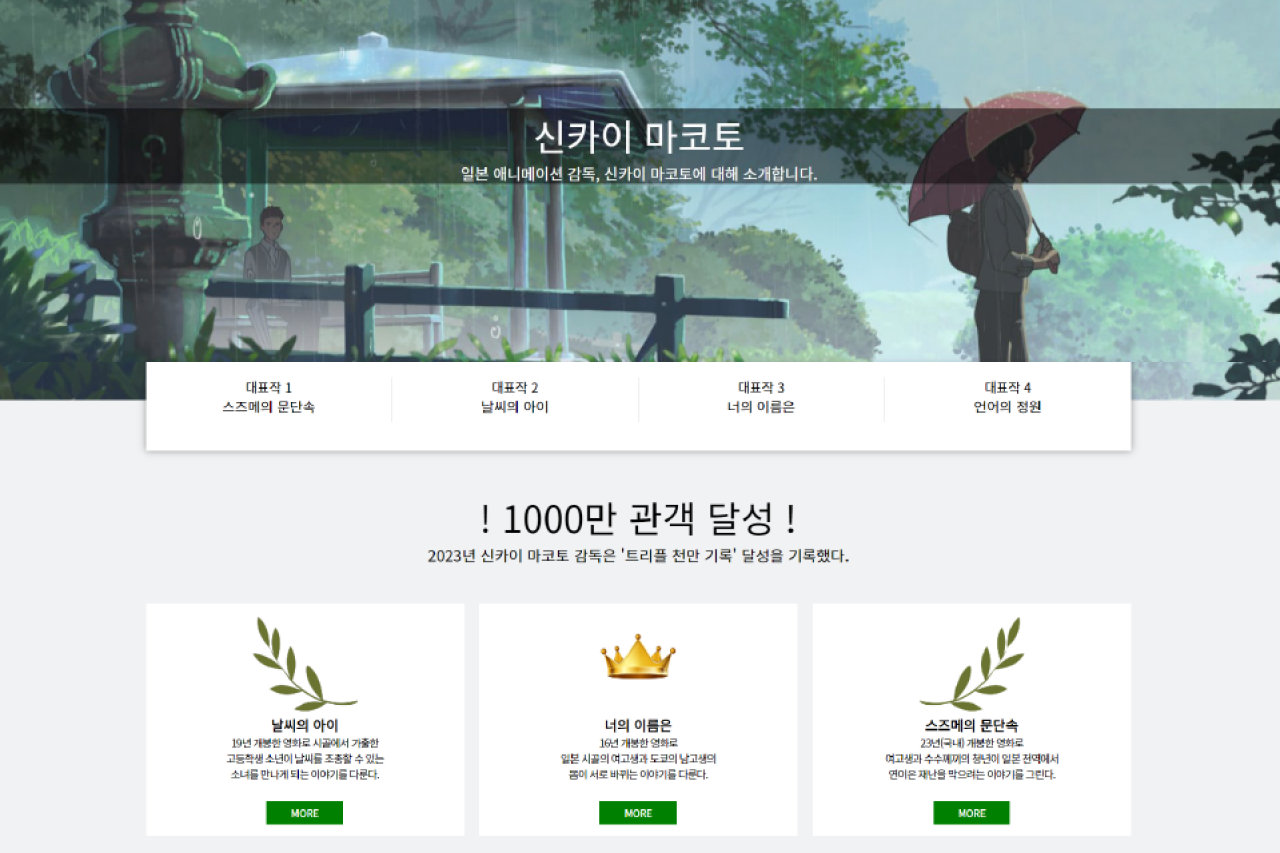 신카이 마코토
일본 애니메이션 감독, 신카이 마코토에 대해 소개합니다.
대표작 1
스즈메의 문단속
대표작 2
날씨의 아이
대표작 3
너의 이름은
대표작 4
언어의 정원
! 1000만 관객 달성 !
2023년 신카이 마코토 감독은 '트리플 천만 기록' 달성을 기록했다.
날씨의 아이
19년 개봉한 영화로 시골에서 가출한
고등학생 소년이 날씨를 조종할 수 있는
소녀를 만나게 되는 이야기를 다룬다.
MORE
너의 이름은
16년 개봉한 영화로
일본 시골의 여고생과 도쿄의 남고생의
몸이 서로 바뀌는 이야기를 다룬다.
MORE
스즈메의 문단속
23년(국내) 개봉한 영화로
여고생과 수수께끼의 청년이 일본 전역에서
연이은 재난을 막으려는 이야기를 그린다.
MORE